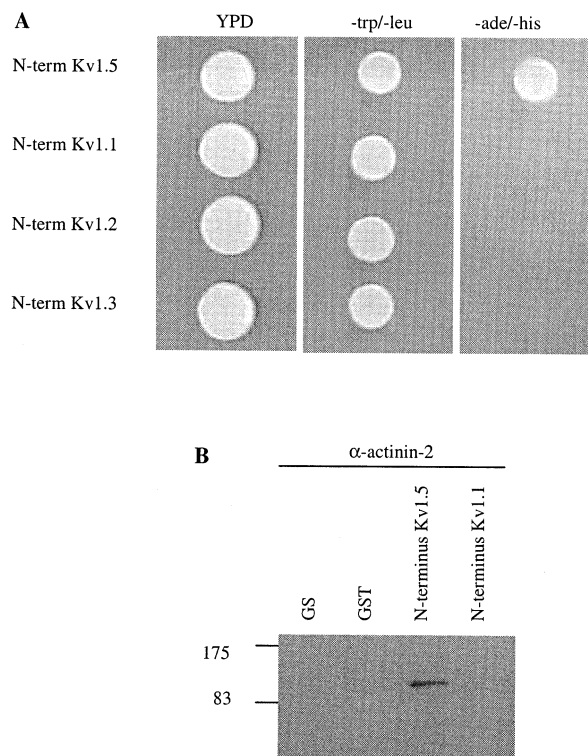 A
YPD
-trp/-leu
-ade/-his
N-term Kv1.5
N-term Kv1.1
N-term Kv1.2
N-term Kv1.3
B
α-actinin-2
GS
GST
N-terminus Kv1.5
N-terminus Kv1.1
175
83